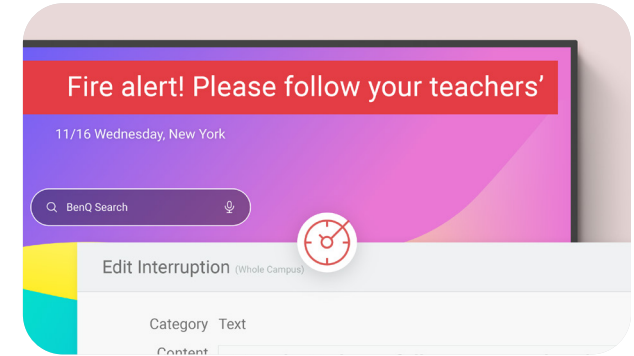 Fire alert! Please follow your teachers’
11/16 Wednesday, New York
BenQ Search
Edit Interruption (Whole Campus)
Category Text
Content